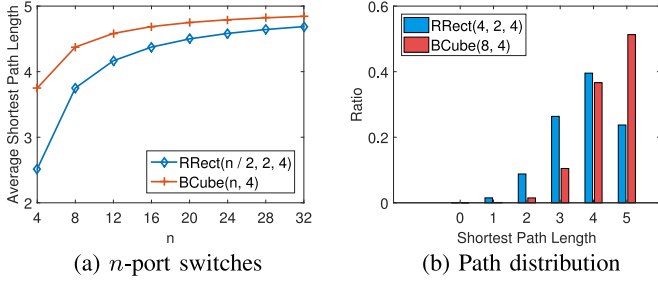 Average Shortest Path Length
5
4
3
2
4 8 12 16 20 24 28 32
n
RRect(n / 2, 2, 4)
BCube(n, 4)
(a) n-port switches
Ratio
0.6
0.4
0.2
0
0 1 2 3 4 5
Shortest Path Length
RRect(4, 2, 4)
BCube(8, 4)
(b) Path distribution